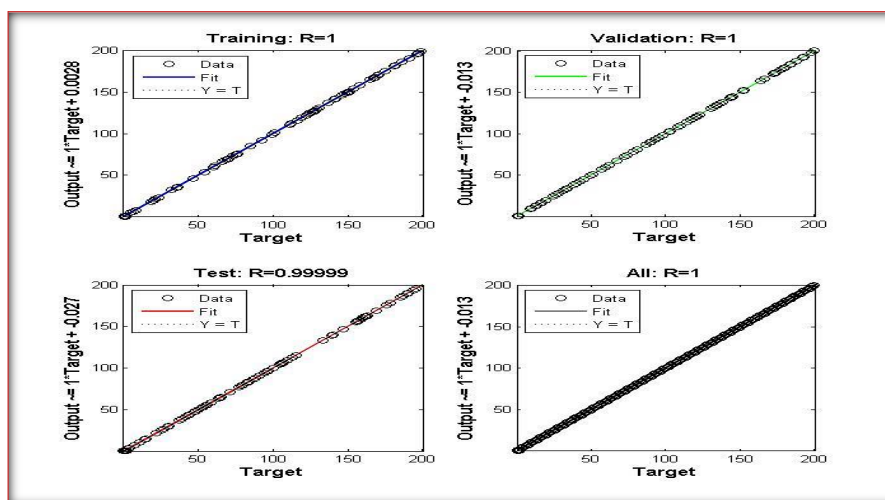 Training: R=1
Output ~= 1*Target + 0.0028
200
150
100
50
Data
Fit
Y = T
50 100 150 200
Target
Validation: R=1
Output ~= 1*Target + -0.013
200
150
100
50
Data
Fit
Y = T
50 100 150 200
Target
Test: R=0.99999
Output ~= 1*Target + -0.027
200
150
100
50
Data
Fit
Y = T
50 100 150 200
Target
All: R=1
Output ~= 1*Target + -0.013
200
150
100
50
Data
Fit
Y = T
50 100 150 200
Target